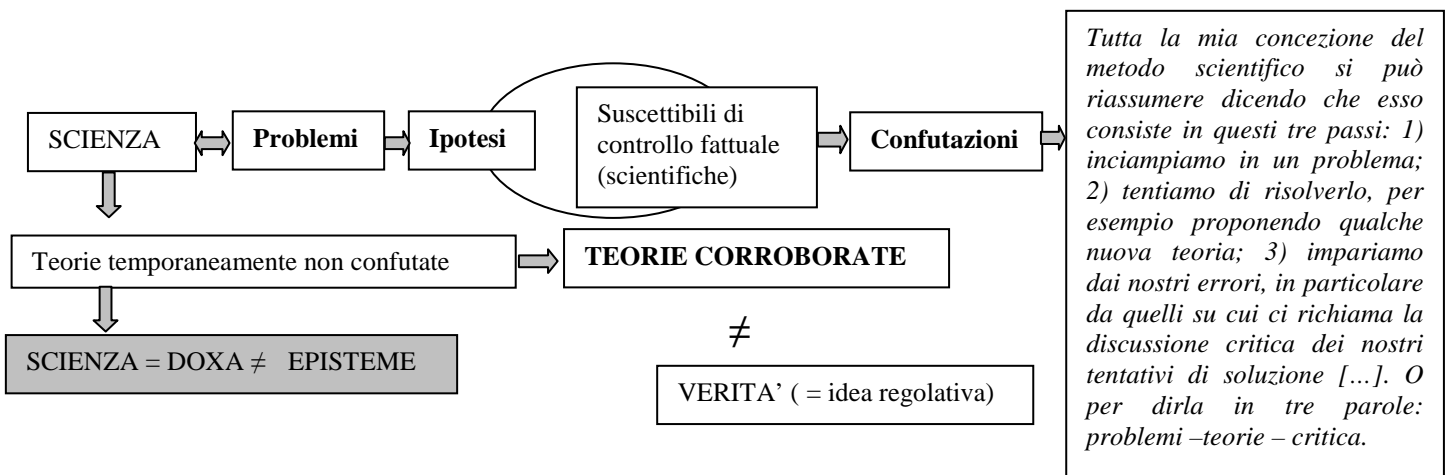 SCIENZA
Problemi
Ipotesi
Suscettibili di
controllo fattuale
(scientifiche)
Confutazioni
Teorie temporaneamente non confutate
TEORIE CORROBORATE
SCIENZA = DOXA ≠ EPISTEME
≠
VERITA’ ( = idea regolativa)
Tutta la mia concezione del
metodo scientifico si può
riassumere dicendo che esso
consiste in questi tre passi: 1)
inciampiamo in un problema;
2) tentiamo di risolverlo, per
esempio proponendo qualche
nuova teoria; 3) impariamo
dai nostri errori, in particolare
da quelli su cui ci richiama la
discussione critica dei nostri
tentativi di soluzione […]. O
per dirla in tre parole:
problemi –teorie – critica.